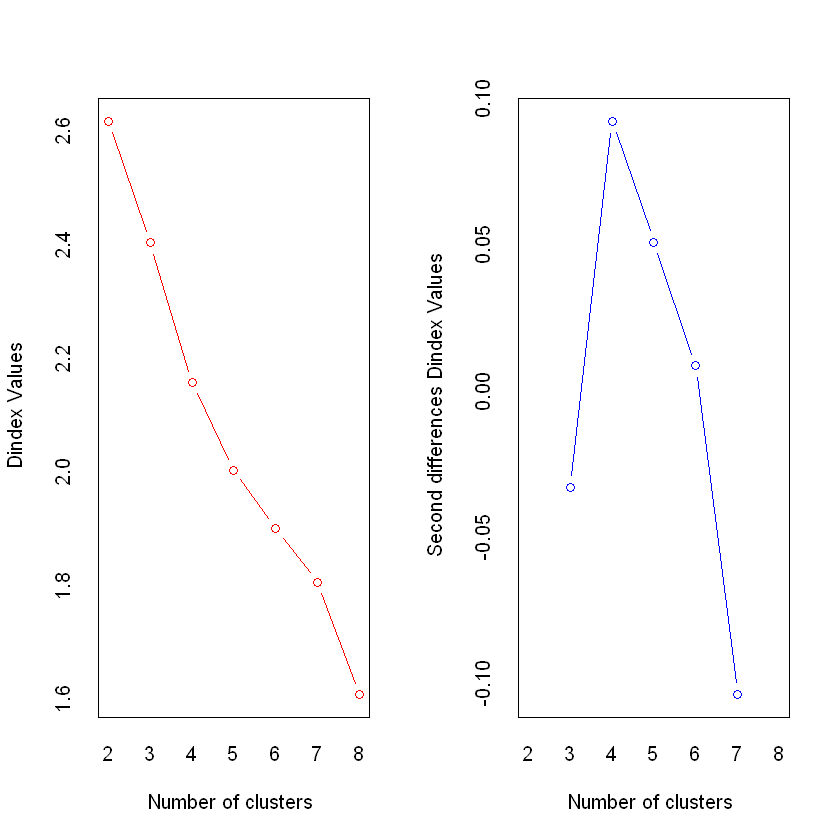 Dindex Values
2.6
2.4
2.2
2.0
1.8
1.6
2 3 4 5 6 7 8
Number of clusters
Second differences Dindex Values
0.10
0.05
0.00
-0.05
-0.10
2 3 4 5 6 7 8
Number of clusters